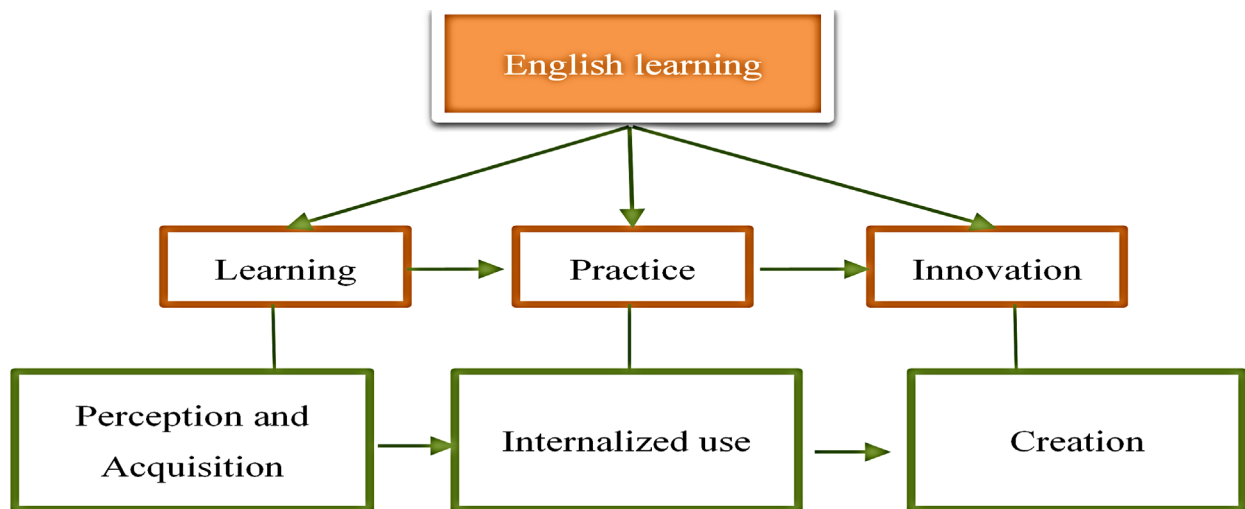 English learning
Learning
Practice
Innovation
Perception and
Acquisition
Internalized use
Creation